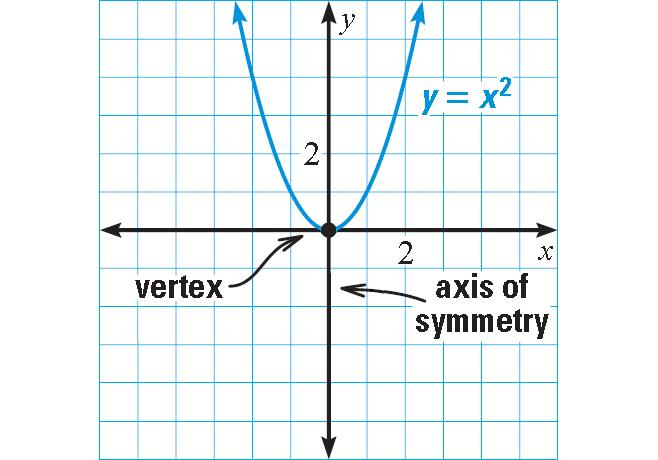 y
y = x²
2
2
x
vertex
axis of
symmetry